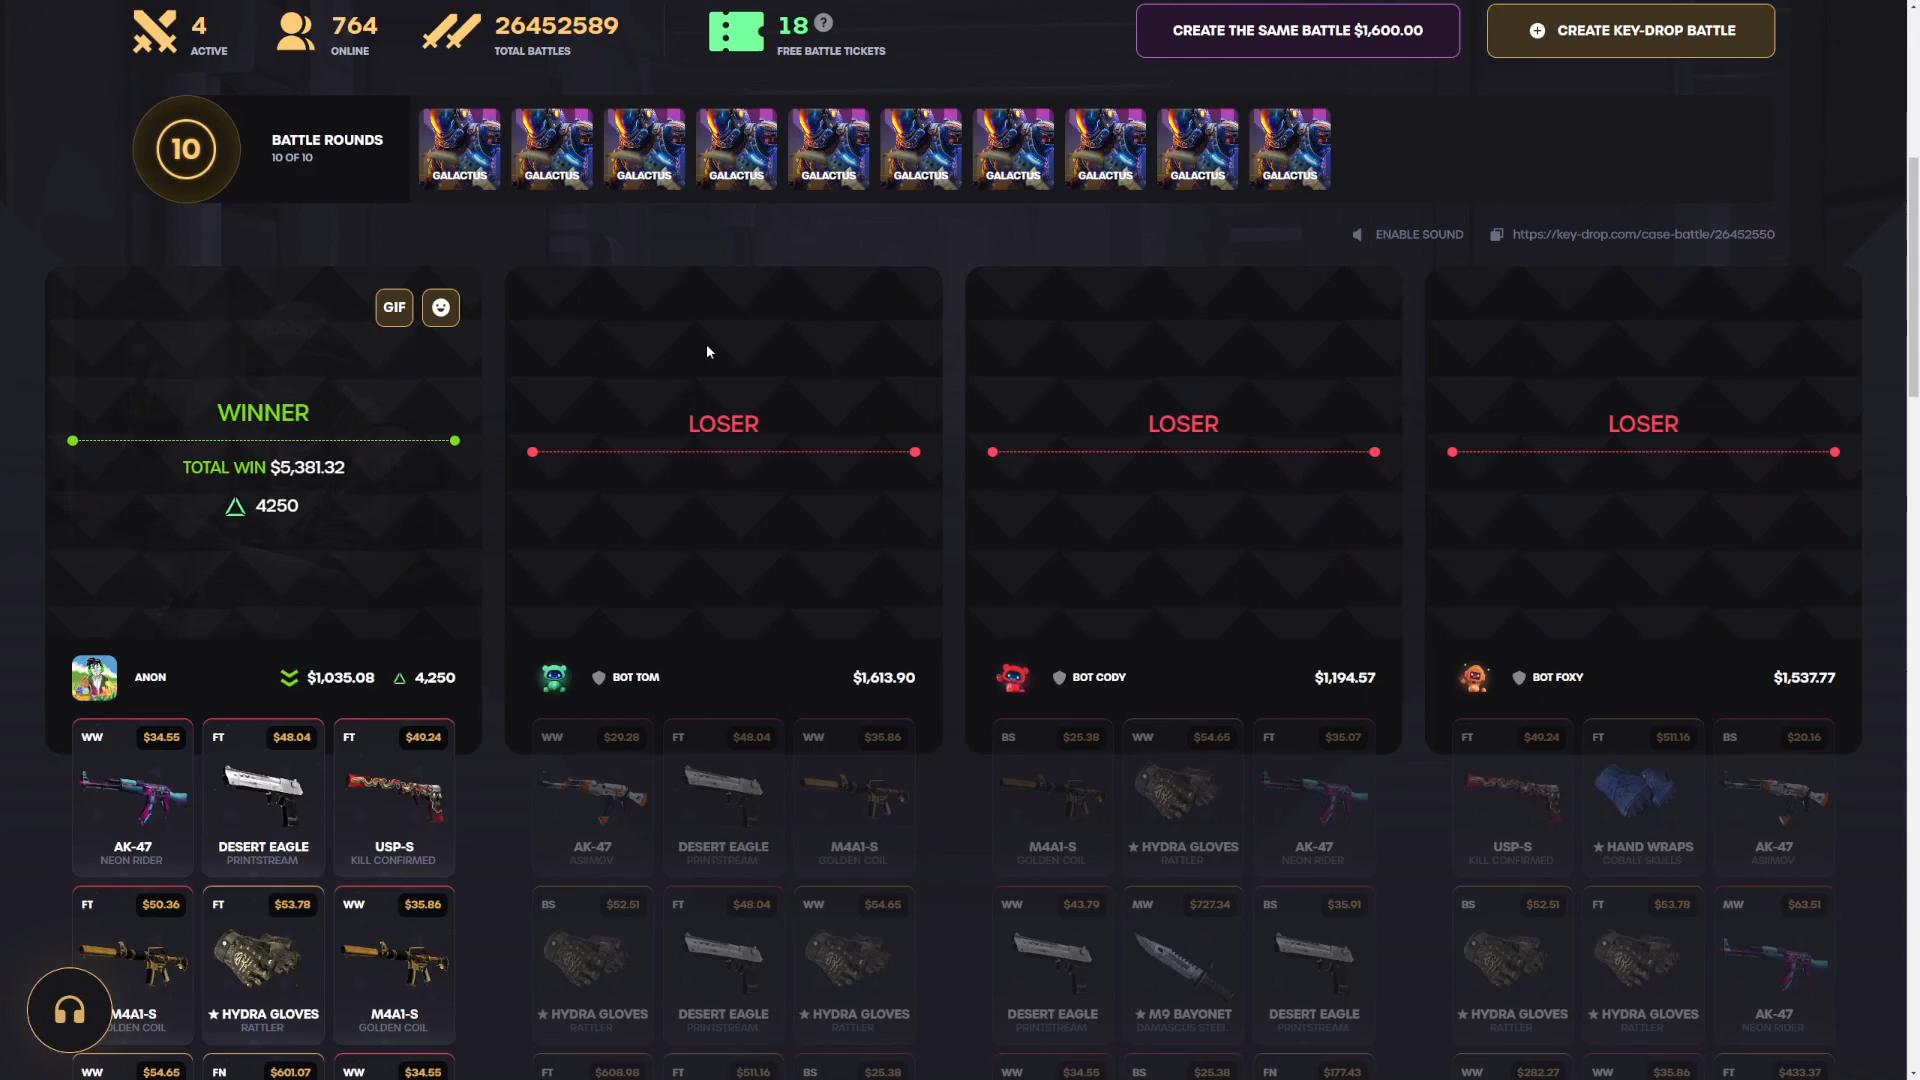 4
ACTIVE
764
ONLINE
26452589
TOTAL BATTLES
18 ?
FREE BATTLE TICKETS
CREATE THE SAME BATTLE $1,600.00
CREATE KEY-DROP BATTLE
10
BATTLE ROUNDS
10 OF 10
GALACTUS GALACTUS GALACTUS GALACTUS GALACTUS GALACTUS GALACTUS GALACTUS GALACTUS GALACTUS
ENABLE SOUND
https://key-drop.com/case-battle/26452550
GIF
WINNER
TOTAL WIN $5,381.32
4250
LOSER
LOSER
LOSER
ANON $1,035.08 4,250
BOT TOM $1,613.90
BOT CODY $1,194.57
BOT FOXY $1,537.77
WW $34.55 FT $48.04 FT $49.24
AK-47 DESERT EAGLE USP-S
NEON RIDER PRINTSTREAM KILL CONFIRMED
WW $29.28 FT $48.04 WW $35.86
AK-47 DESERT EAGLE M4A1-S
ASIIMOV PRINTSTREAM GOLDEN COIL
BS $25.38 WW $54.65 FT $35.07
M4A1-S ★ HYDRA GLOVES AK-47
GOLDEN COIL RATTLER NEON RIDER
FT $49.24 FT $511.16 BS $20.16
USP-S ★ HAND WRAPS AK-47
KILL CONFIRMED COBALT SKULLS ASIIMOV
FT $50.36 FT $53.78 WW $35.86
M4A1-S ★ HYDRA GLOVES M4A1-S
LDEN COIL RATTLER GOLDEN COIL
BS $52.51 FT $48.04 WW $54.65
★ HYDRA GLOVES DESERT EAGLE ★ HYDRA GLOVES
RATTLER PRINTSTREAM RATTLER
WW $43.79 MW $727.34 BS $35.91
DESERT EAGLE ★ M9 BAYONET DESERT EAGLE
PRINTSTREAM DAMASCUS STEEL PRINTSTREAM
BS $52.51 FT $53.78 MW $63.51
★ HYDRA GLOVES ★ HYDRA GLOVES AK-47
RATTLER RATTLER NEON RIDER
WW $54.65 FN $601.07 WW $34.55
FT $608.98 FT $511.16 BS $25.38
WW $34.55 BS $25.38 FN $177.43
WW $282.27 WW $35.86 FT $433.37